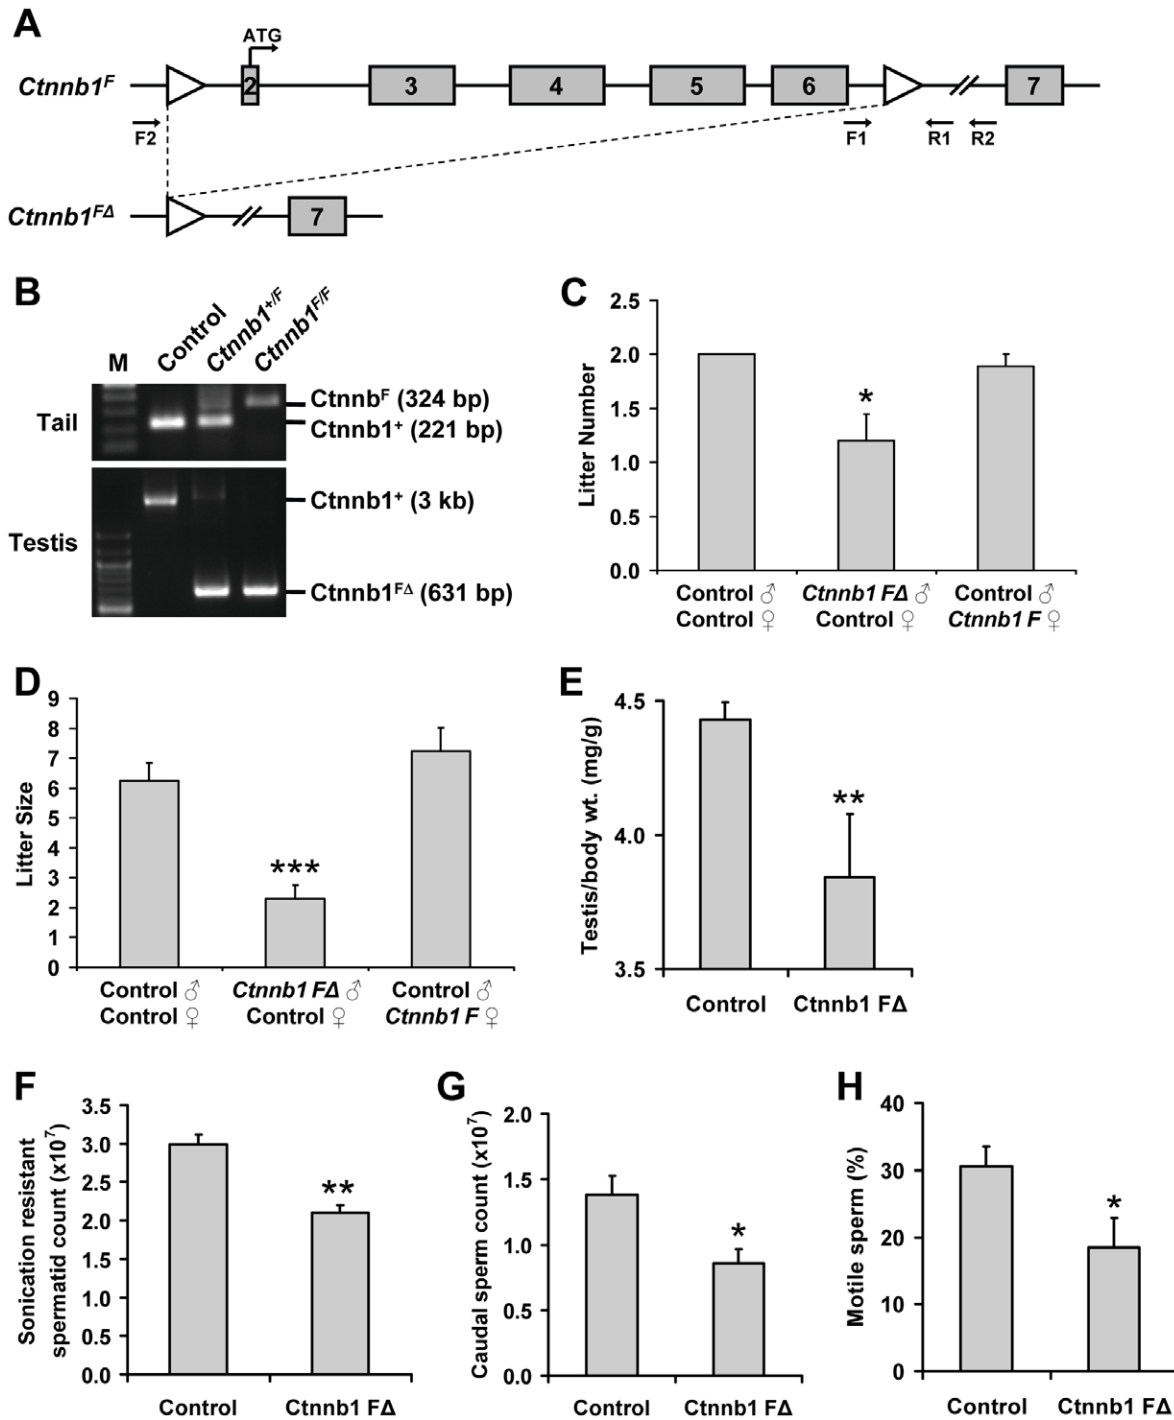 A
ATG
Ctnnb1F
2
3
4
5
6
7
F2
F1
R1
R2
Ctnnb1FΔ
7
B
M
Control
Ctnnb1+/F
Ctnnb1F/F
Tail
CtnnbF (324 bp)
Ctnnb1+ (221 bp)
Testis
Ctnnb1+ (3 kb)
Ctnnb1FΔ (631 bp)
C
Litter Number
2.5
2.0
1.5
1.0
0.5
0.0
*
Control ♂
Control ♀
Ctnnb1 FΔ ♂
Control ♀
Control ♂
Ctnnb1 F ♀
D
Litter Size
9
8
7
6
5
4
3
2
1
0
***
Control ♂
Control ♀
Ctnnb1 FΔ ♂
Control ♀
Control ♂
Ctnnb1 F ♀
E
Testis/body wt. (mg/g)
4.5
4.0
3.5
**
Control
Ctnnb1 FΔ
F
Sonication resistant
spermatid count (x10⁷)
3.5
3.0
2.5
2.0
1.5
1.0
0.5
0.0
**
Control
Ctnnb1 FΔ
G
Caudal sperm count (x10⁷)
2.0
1.5
1.0
0.5
0.0
*
Control
Ctnnb1 FΔ
H
Motile sperm (%)
40
30
20
10
0
*
Control
Ctnnb1 FΔ